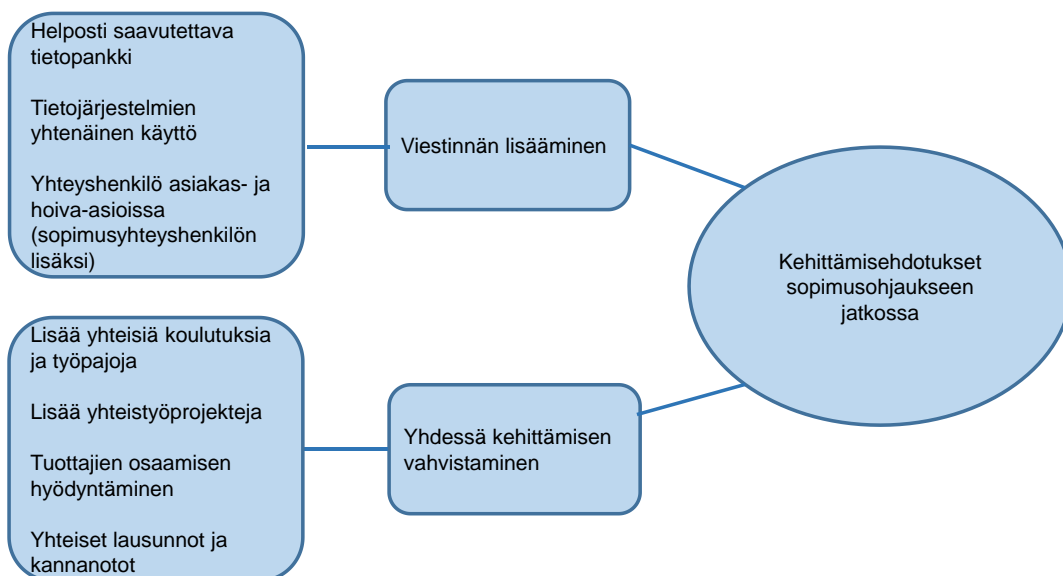 Helposti saavutettava
tietopankki
Tietojärjestelmien
yhtenäinen käyttö
Yhteyshenkilö asiakas- ja
hoiva-asioissa
(sopimusyhteyshenkilön
lisäksi)
Viestinnän lisääminen
Kehittämisehdotukset
sopimusohjaukseen
jatkossa
Lisää yhteisiä koulutuksia
ja työpajoja
Lisää yhteistyöprojekteja
Tuottajien osaamisen
hyödyntäminen
Yhteiset lausunnot ja
kannanotot
Yhdessä kehittämisen
vahvistaminen